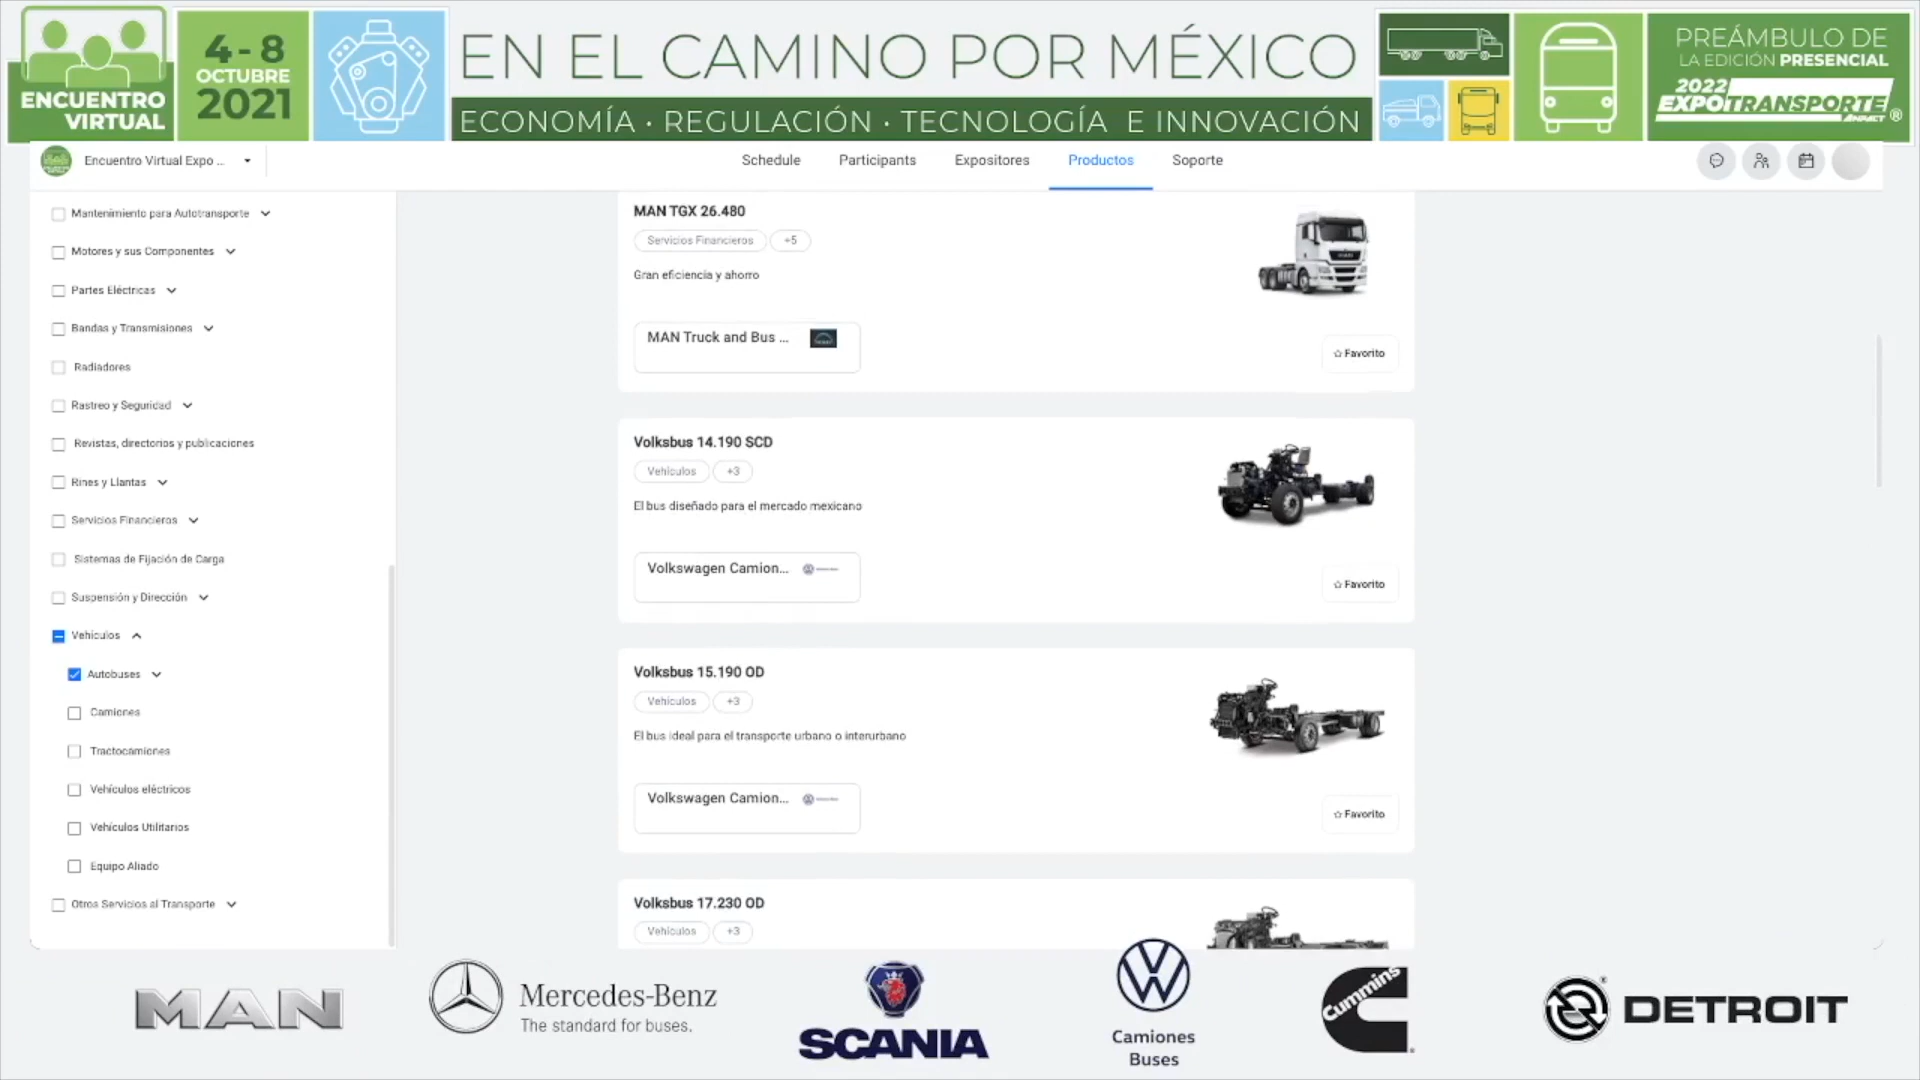 ENCUENTRO
VIRTUAL
4 - 8
OCTUBRE
2021
EN EL CAMINO POR MÉXICO
ECONOMÍA · REGULACIÓN · TECNOLOGÍA E INNOVACIÓN
PREÁMBULO DE
LA EDICIÓN PRESENCIAL
2022
EXPOTRANSPORTE
ANPACT ®
Encuentro Virtual Expo ...
Schedule
Participants
Expositores
Productos
Soporte
Mantenimiento para Autotransporte
Motores y sus Componentes
Partes Eléctricas
Bandas y Transmisiones
Radiadores
Rastreo y Seguridad
Revistas, directorios y publicaciones
Rines y Llantas
Servicios Financieros
Sistemas de Fijación de Carga
Suspensión y Dirección
Vehículos
Autobuses
Camiones
Tractocamiones
Vehículos eléctricos
Vehículos Utilitarios
Equipo Aliado
Otros Servicios al Transporte
MAN TGX 26.480
Servicios Financieros +5
Gran eficiencia y ahorro
MAN Truck and Bus ...
Favorito
Volksbus 14.190 SCD
Vehículos +3
El bus diseñado para el mercado mexicano
Volkswagen Camion...
Favorito
Volksbus 15.190 OD
Vehículos +3
El bus ideal para el transporte urbano o interurbano
Volkswagen Camion...
Favorito
Volksbus 17.230 OD
Vehículos +3
MAN
Mercedes-Benz
The standard for buses.
SCANIA
Camiones
Buses
Cummins
DETROIT